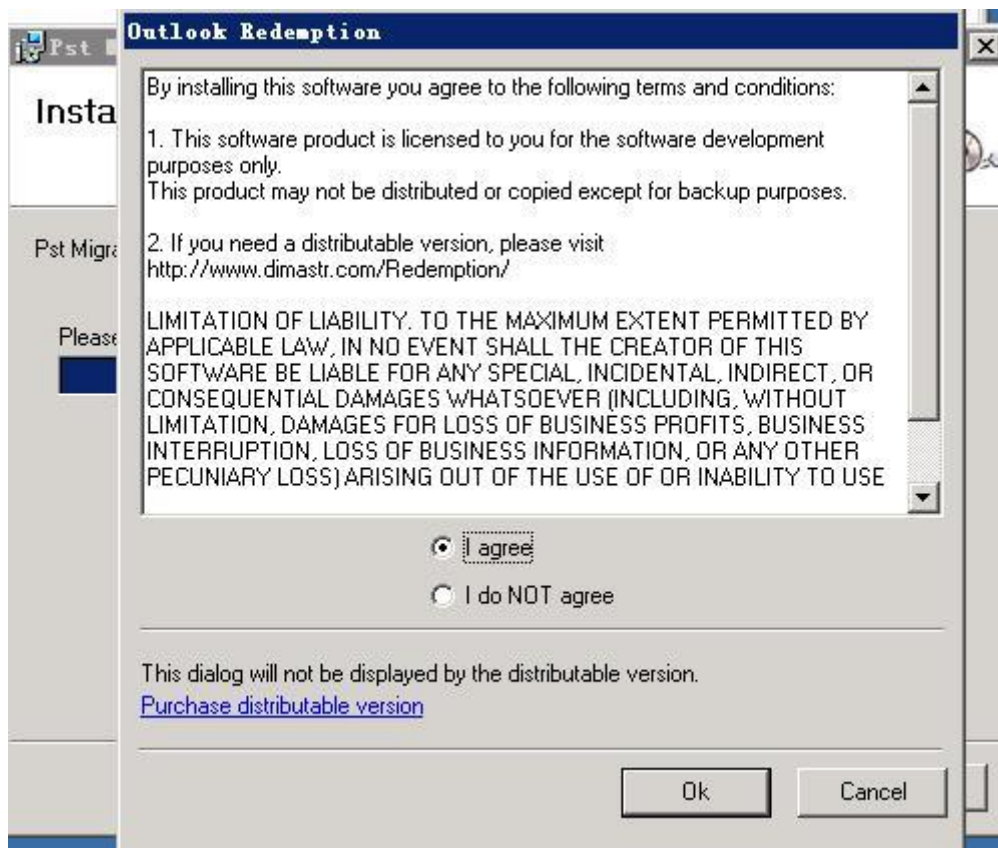 Pst
Outlook Redemption
Insta
By installing this software you agree to the following terms and conditions:
1. This software product is licensed to you for the software development
purposes only.
This product may not be distributed or copied except for backup purposes.
2. If you need a distributable version, please visit
http://www.dimastr.com/Redemption/
Pst Migra
Please
LIMITATION OF LIABILITY. TO THE MAXIMUM EXTENT PERMITTED BY
APPLICABLE LAW, IN NO EVENT SHALL THE CREATOR OF THIS
SOFTWARE BE LIABLE FOR ANY SPECIAL, INCIDENTAL, INDIRECT, OR
CONSEQUENTIAL DAMAGES WHATSOEVER (INCLUDING, WITHOUT
LIMITATION, DAMAGES FOR LOSS OF BUSINESS PROFITS, BUSINESS
INTERRUPTION, LOSS OF BUSINESS INFORMATION, OR ANY OTHER
PECUNIARY LOSS) ARISING OUT OF THE USE OF OR INABILITY TO USE
I agree
I do NOT agree
This dialog will not be displayed by the distributable version.
Purchase distributable version
Ok
Cancel